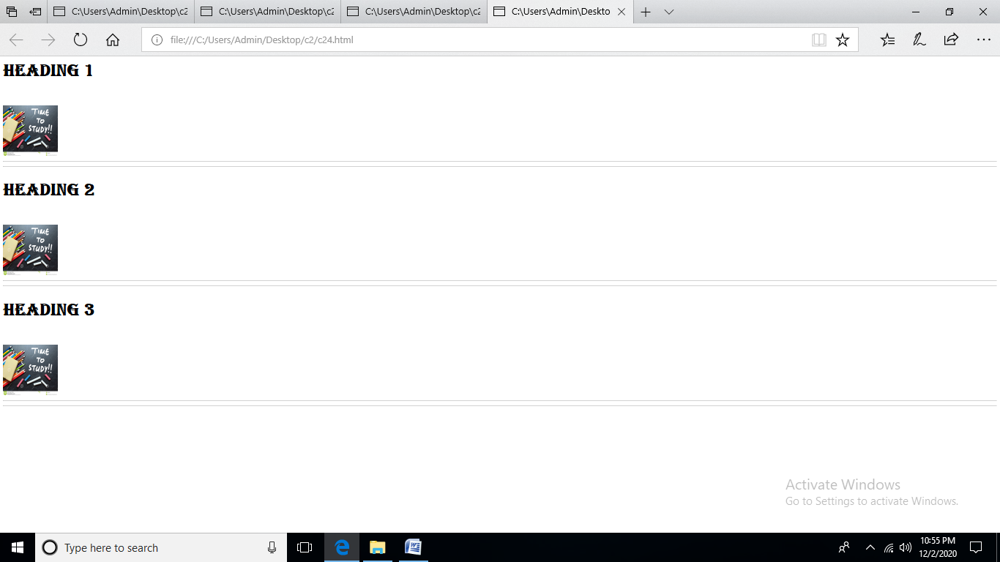 C:\Users\Admin\Desktop\c2
C:\Users\Admin\Desktop\c2
C:\Users\Admin\Desktop\c2
C:\Users\Admin\Deskto
file:///C:/Users/Admin/Desktop/c2/c24.html
HEADING 1
TIME
TO
STUDY!!
HEADING 2
TIME
TO
STUDY!!
HEADING 3
TIME
TO
STUDY!!
Activate Windows
Go to Settings to activate Windows.
Type here to search
10:55 PM
12/2/2020